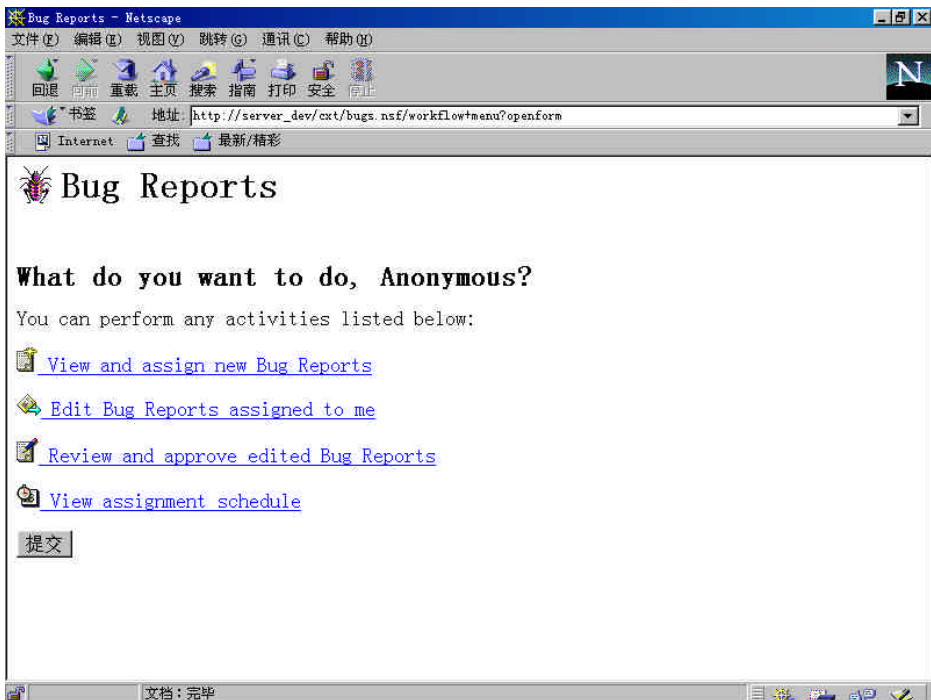 Bug Reports - Netscape
文件(F) 编辑(E) 视图(V) 跳转(G) 通讯(C) 帮助(H)
回退 向前 重载 主页 搜索 指南 打印 安全 停止
N
书签 地址: http://server_dev/cxt/bugs.nsf/workflow+menu?openform
Internet 查找 最新/精彩
Bug Reports
What do you want to do, Anonymous?
You can perform any activities listed below:
View and assign new Bug Reports
Edit Bug Reports assigned to me
Review and approve edited Bug Reports
View assignment schedule
提交
文档：完毕